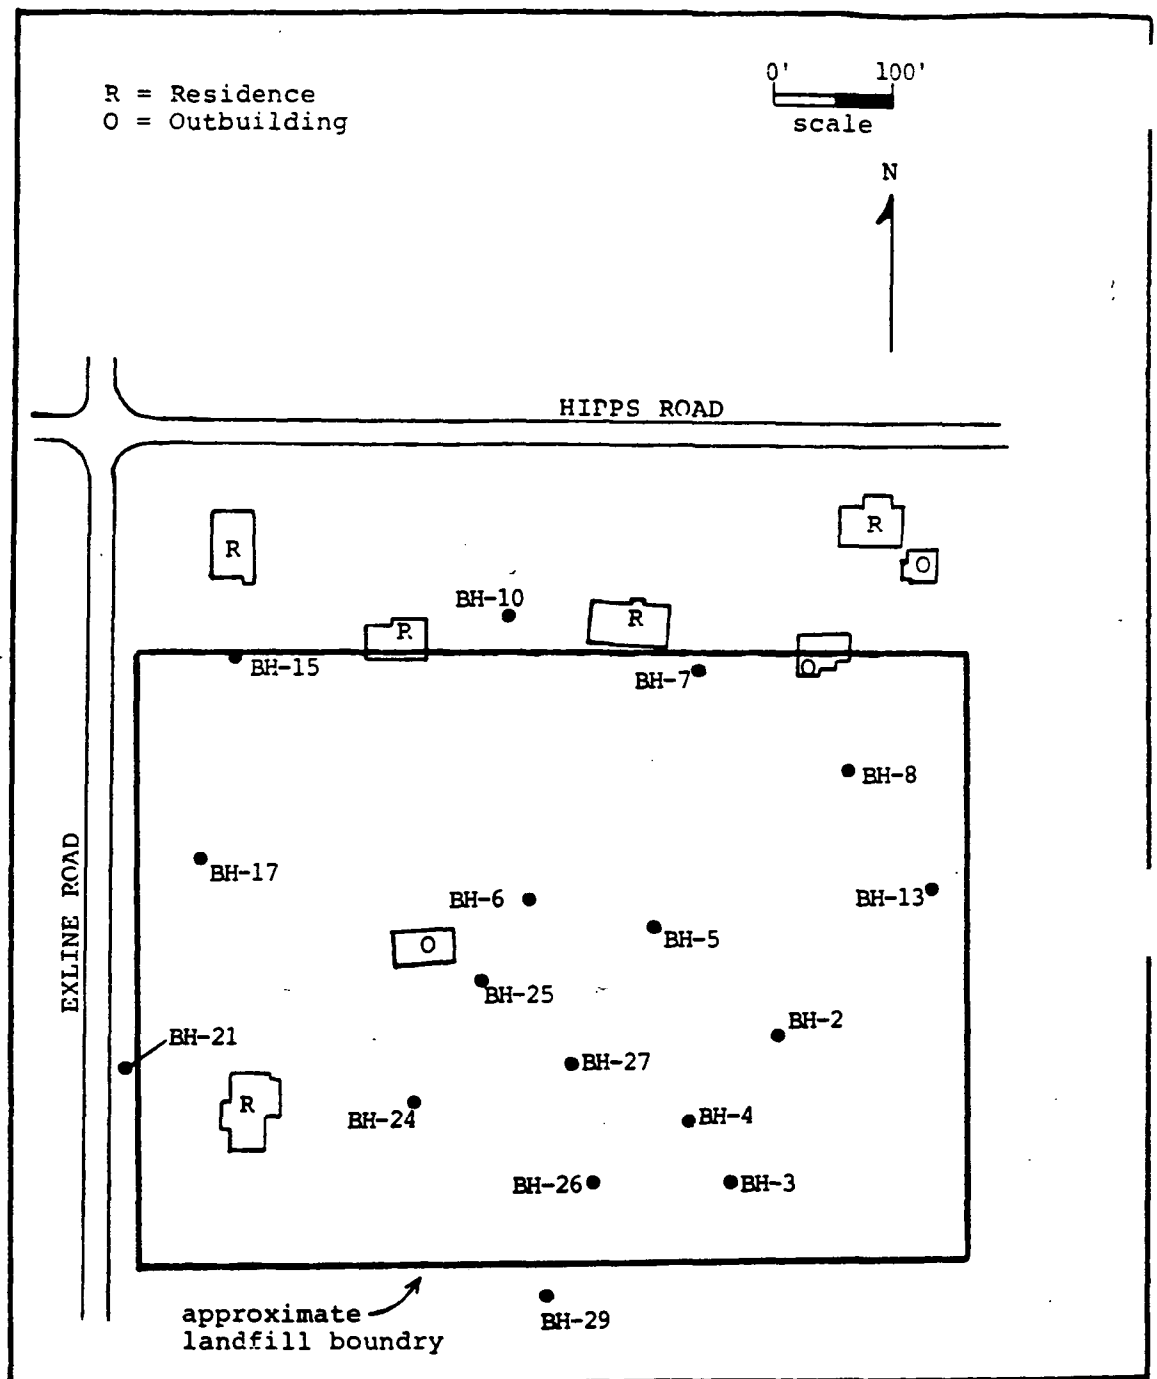 0' 100'
R = Residence
O = Outbuilding
scale
N
HIPPS ROAD
R
R
O
BH-10
R
R
BH-15
O
BH-7
BH-8
EXLINE ROAD
BH-17
BH-6
BH-13
O
BH-5
BH-25
BH-2
BH-21
BH-27
R
BH-24
BH-4
BH-26
BH-3
approximate
landfill boundry
BH-29